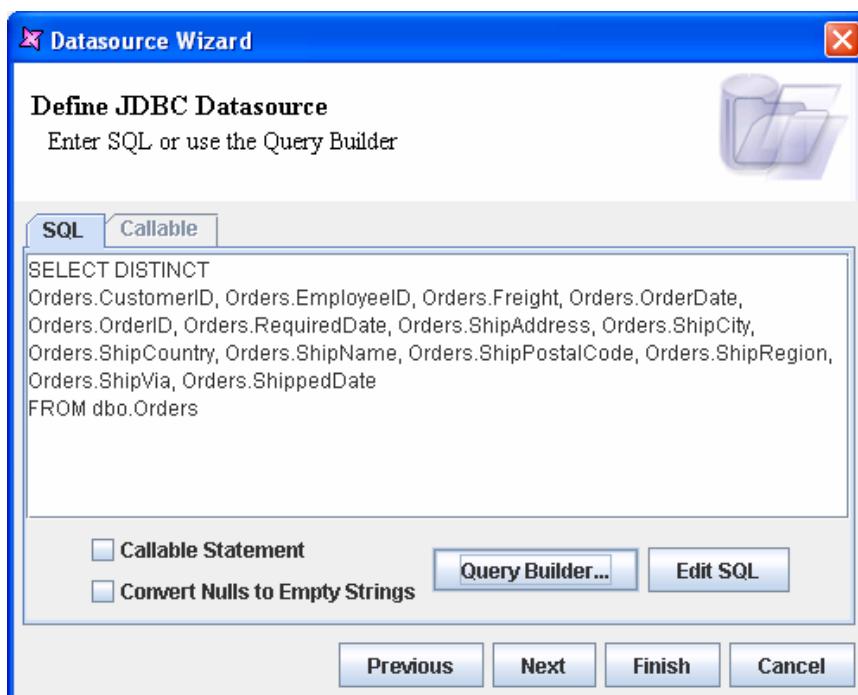 Datasource Wizard
Define JDBC Datasource
Enter SQL or use the Query Builder
SQL Callable
SELECT DISTINCT
Orders.CustomerID, Orders.EmployeeID, Orders.Freight, Orders.OrderDate,
Orders.OrderID, Orders.RequiredDate, Orders.ShipAddress, Orders.ShipCity,
Orders.ShipCountry, Orders.ShipName, Orders.ShipPostalCode, Orders.ShipRegion,
Orders.ShipVia, Orders.ShippedDate
FROM dbo.Orders
Callable Statement
Convert Nulls to Empty Strings
Query Builder... Edit SQL
Previous Next Finish Cancel